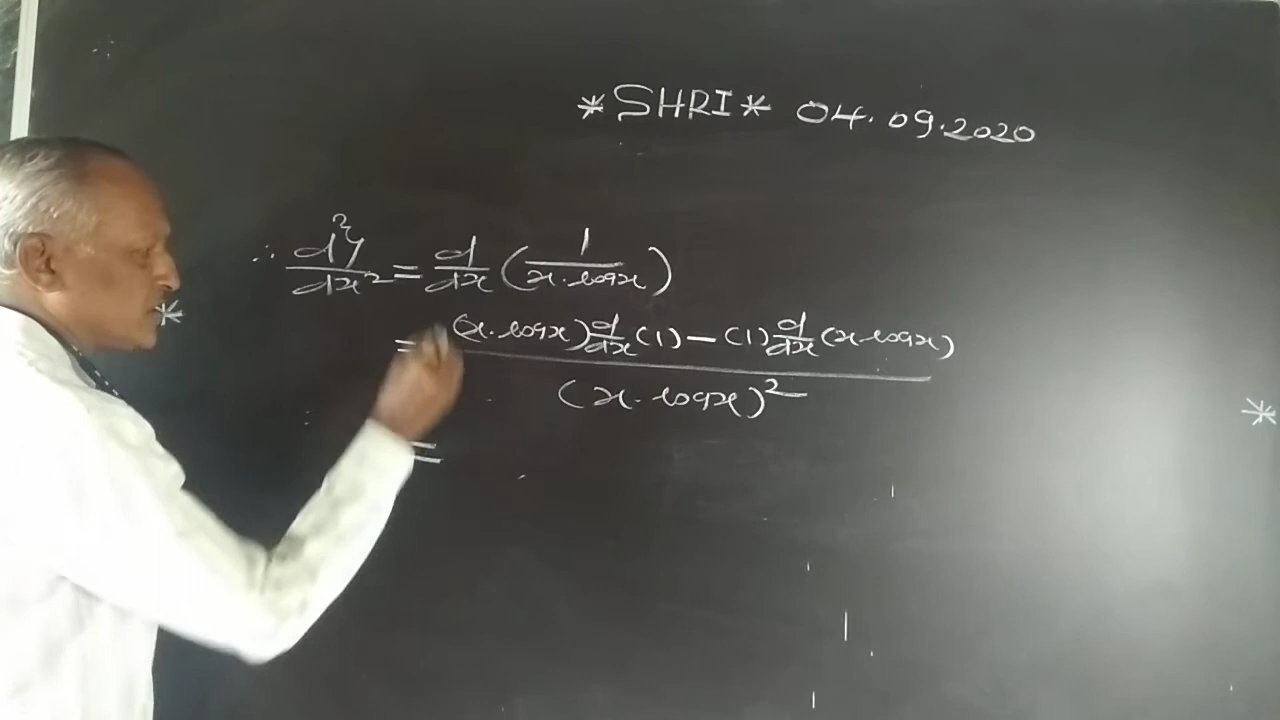 *SHRI* 04.09.2020
∴ d²y/dx² = d/dx (1/(x·logx))
= ((x·logx) d/dx (1) − (1) d/dx (x·logx))/(x·logx)²
=